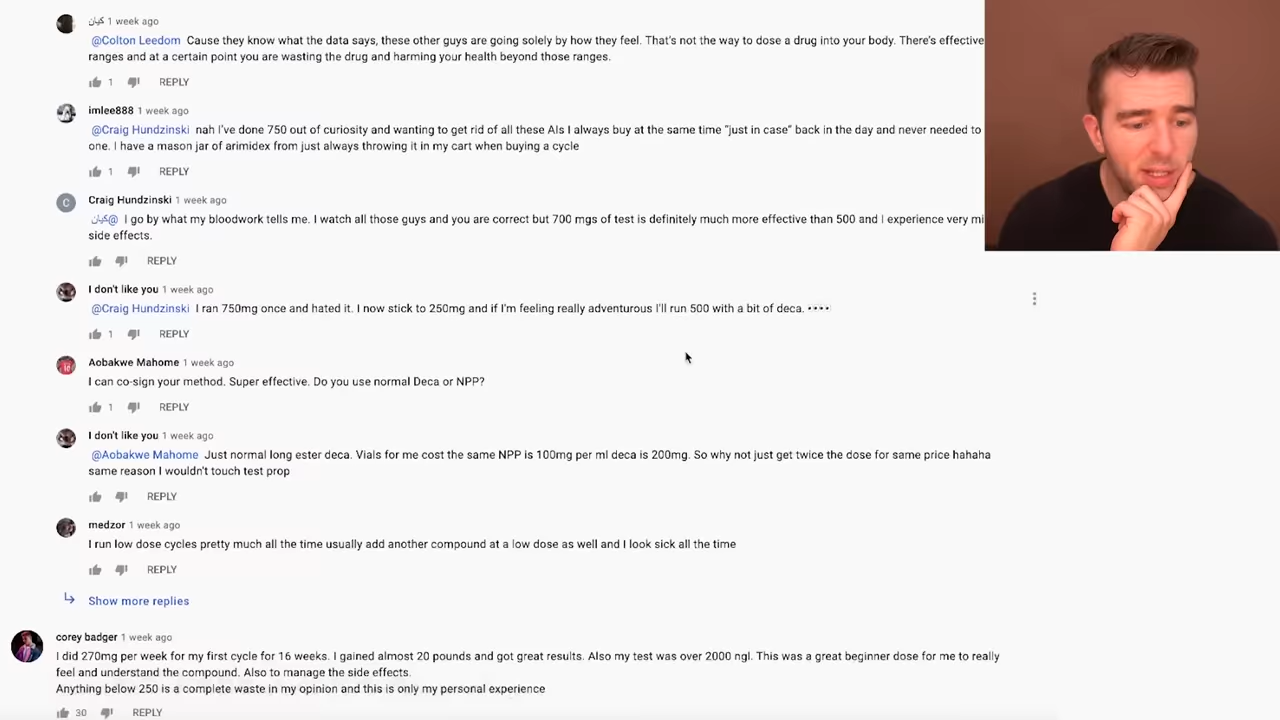 کیان 1 week ago
@Colton Leedom Cause they know what the data says, these other guys are going solely by how they feel. That's not the way to dose a drug into your body. There's effective
ranges and at a certain point you are wasting the drug and harming your health beyond those ranges.
1 REPLY
imlee888 1 week ago
@Craig Hundzinski nah I've done 750 out of curiosity and wanting to get rid of all these AIs I always buy at the same time "just in case" back in the day and never needed to
one. I have a mason jar of arimidex from just always throwing it in my cart when buying a cycle
1 REPLY
C
Craig Hundzinski 1 week ago
@کیان I go by what my bloodwork tells me. I watch all those guys and you are correct but 700 mgs of test is definitely much more effective than 500 and I experience very mi
side effects.
REPLY
I don't like you 1 week ago
@Craig Hundzinski I ran 750mg once and hated it. I now stick to 250mg and if I'm feeling really adventurous I'll run 500 with a bit of deca.
1 REPLY
Aobakwe Mahome 1 week ago
I can co-sign your method. Super effective. Do you use normal Deca or NPP?
1 REPLY
I don't like you 1 week ago
@Aobakwe Mahome Just normal long ester deca. Vials for me cost the same NPP is 100mg per ml deca is 200mg. So why not just get twice the dose for same price hahaha
same reason I wouldn't touch test prop
REPLY
medzor 1 week ago
I run low dose cycles pretty much all the time usually add another compound at a low dose as well and I look sick all the time
REPLY
Show more replies
corey badger 1 week ago
I did 270mg per week for my first cycle for 16 weeks. I gained almost 20 pounds and got great results. Also my test was over 2000 ngl. This was a great beginner dose for me to really
feel and understand the compound. Also to manage the side effects.
Anything below 250 is a complete waste in my opinion and this is only my personal experience
30 REPLY